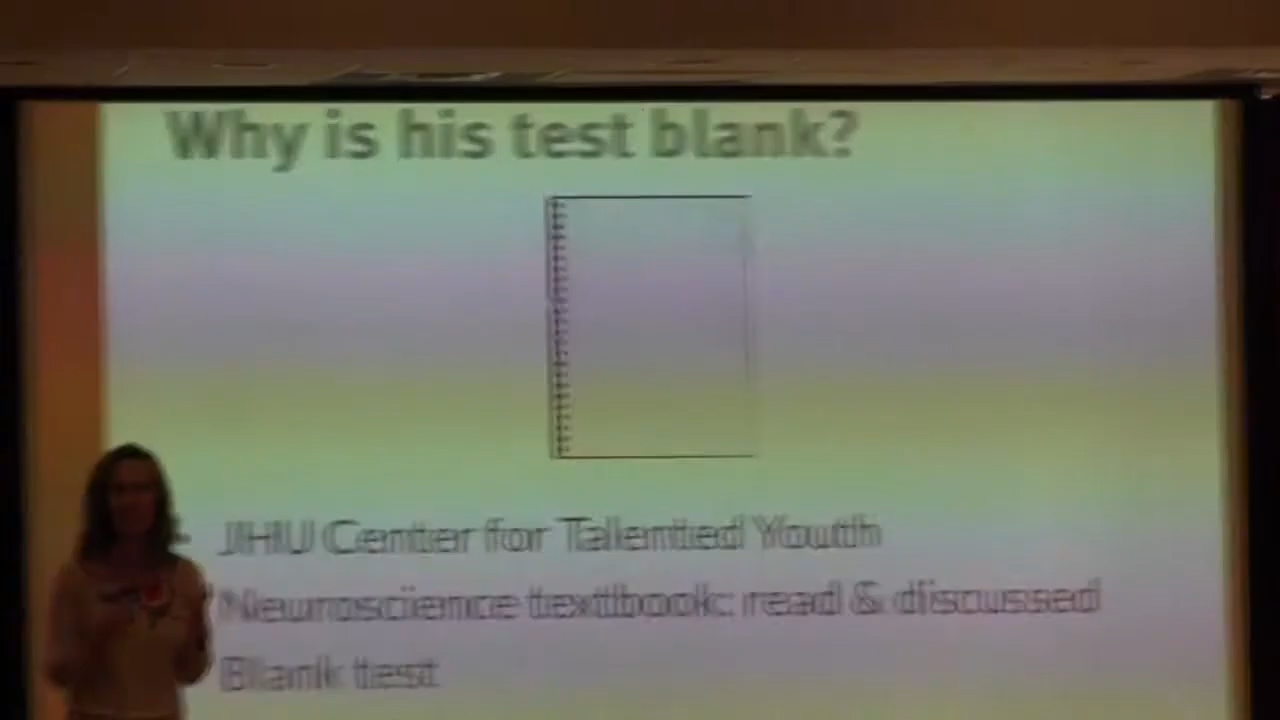 Why is his test blank?
JHU Center for Talented Youth
Neuroscience textbook: read & discussed
Blank test